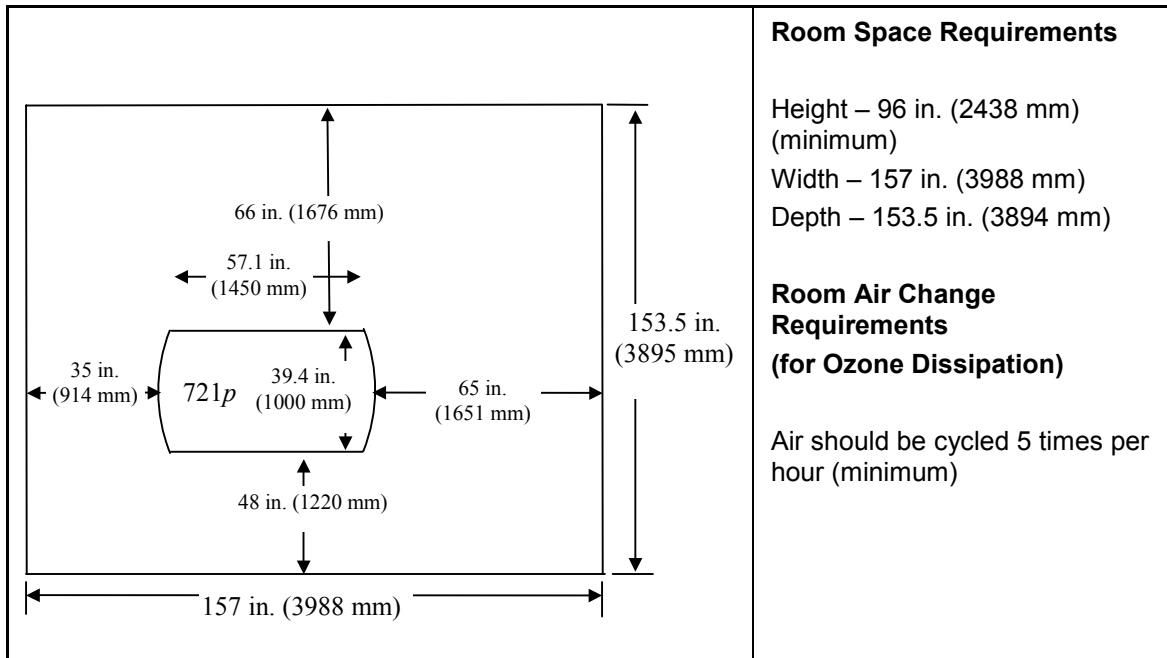 66 in. (1676 mm)
57.1 in.
(1450 mm)
153.5 in.
(3895 mm)
35 in.
(914 mm)
721p
39.4 in.
(1000 mm)
65 in.
(1651 mm)
48 in. (1220 mm)
157 in. (3988 mm)
Room Space Requirements
Height – 96 in. (2438 mm)
(minimum)
Width – 157 in. (3988 mm)
Depth – 153.5 in. (3894 mm)
Room Air Change
Requirements
(for Ozone Dissipation)
Air should be cycled 5 times per
hour (minimum)